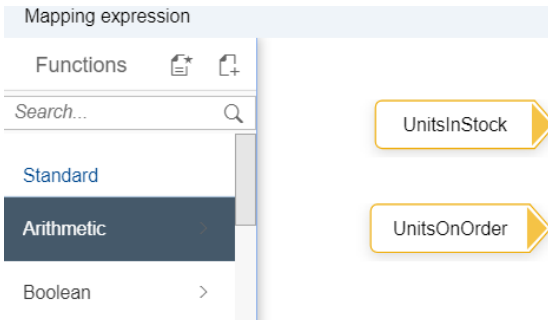 Mapping expression
Functions
Search...
Standard
Arithmetic
Boolean
UnitsInStock
UnitsOnOrder